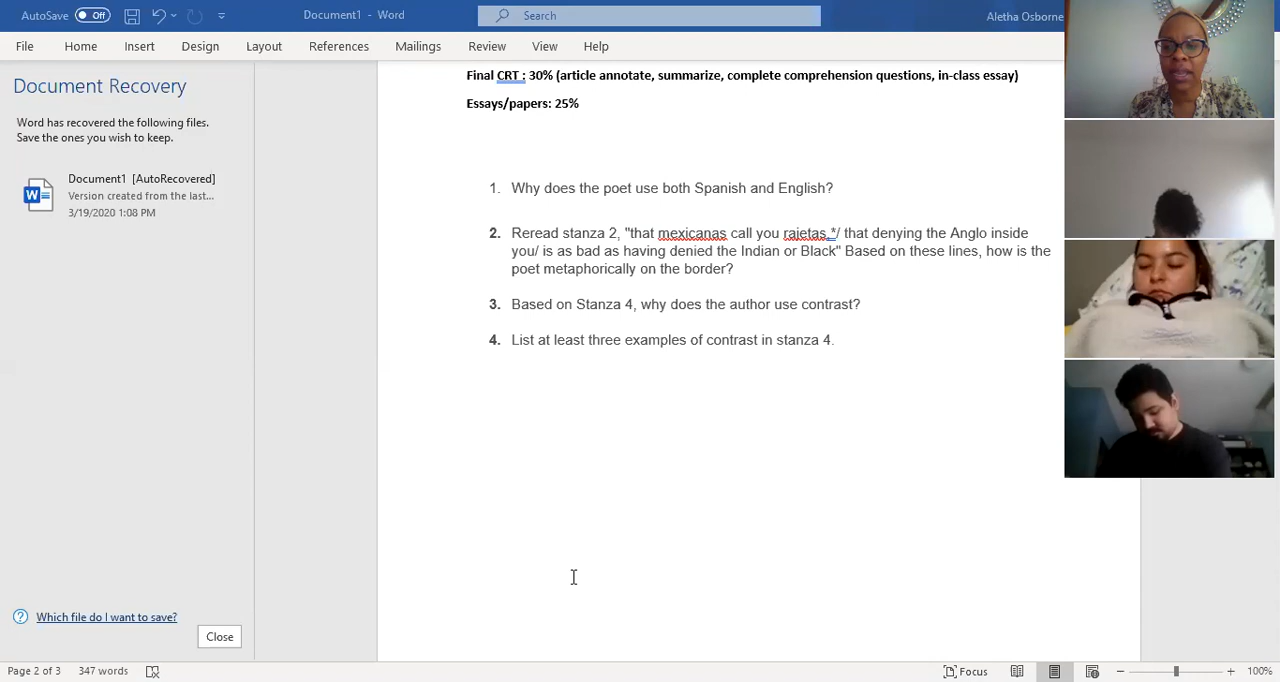 AutoSave Off Document1 - Word Search Aletha Osborne
File Home Insert Design Layout References Mailings Review View Help
Document Recovery
Word has recovered the following files.
Save the ones you wish to keep.
Document1 [AutoRecovered]
Version created from the last...
3/19/2020 1:08 PM
Final CRT : 30% (article annotate, summarize, complete comprehension questions, in-class essay)
Essays/papers: 25%
1. Why does the poet use both Spanish and English?
2. Reread stanza 2, "that mexicanas call you rajetas,*/ that denying the Anglo inside
you/ is as bad as having denied the Indian or Black" Based on these lines, how is the
poet metaphorically on the border?
3. Based on Stanza 4, why does the author use contrast?
4. List at least three examples of contrast in stanza 4.
Which file do I want to save?
Close
Page 2 of 3 347 words Focus 100%